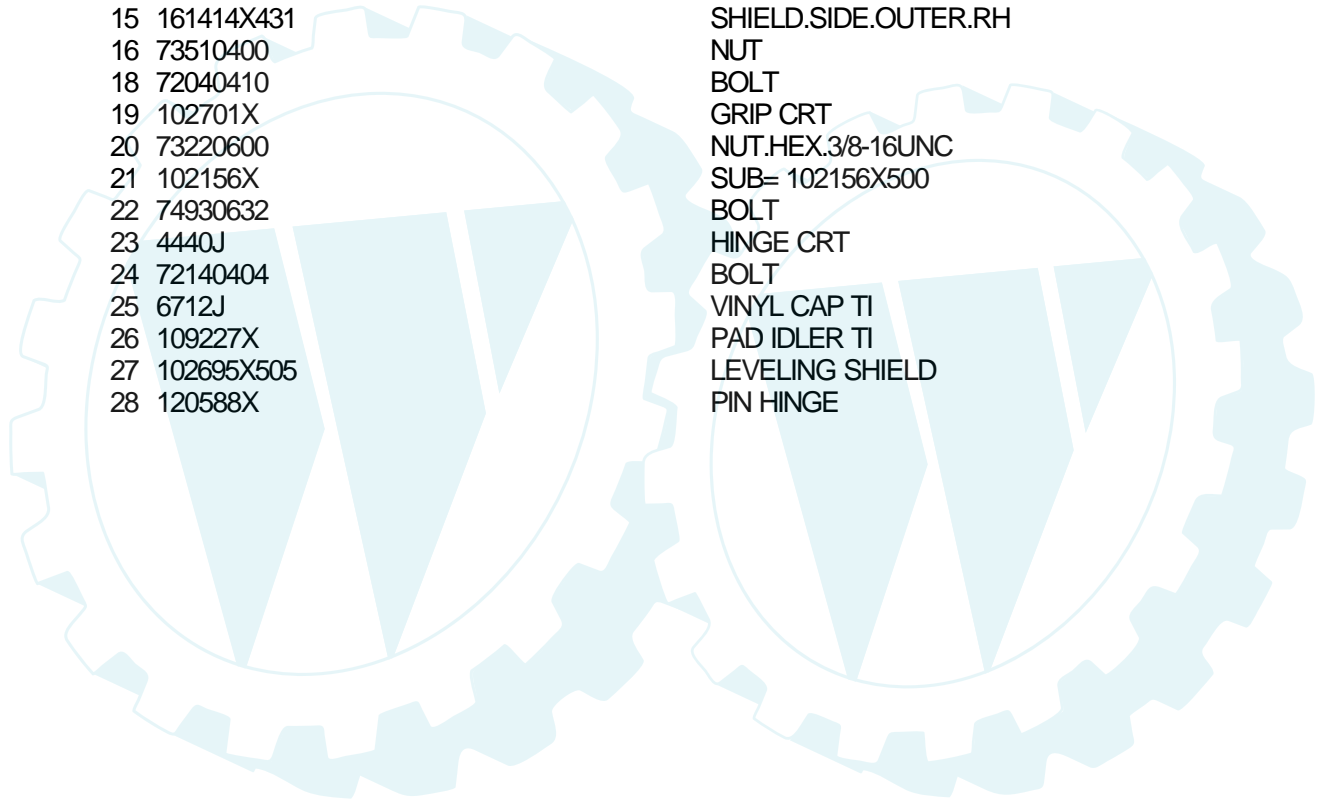 15 161414X431 SHIELD.SIDE.OUTER.RH
16 73510400 NUT
18 72040410 BOLT
19 102701X GRIP CRT
20 73220600 NUT.HEX.3/8-16UNC
21 102156X SUB= 102156X500
22 74930632 BOLT
23 4440J HINGE CRT
24 72140404 BOLT
25 6712J VINYL CAP TI
26 109227X PAD IDLER TI
27 102695X505 LEVELING SHIELD
28 120588X PIN HINGE